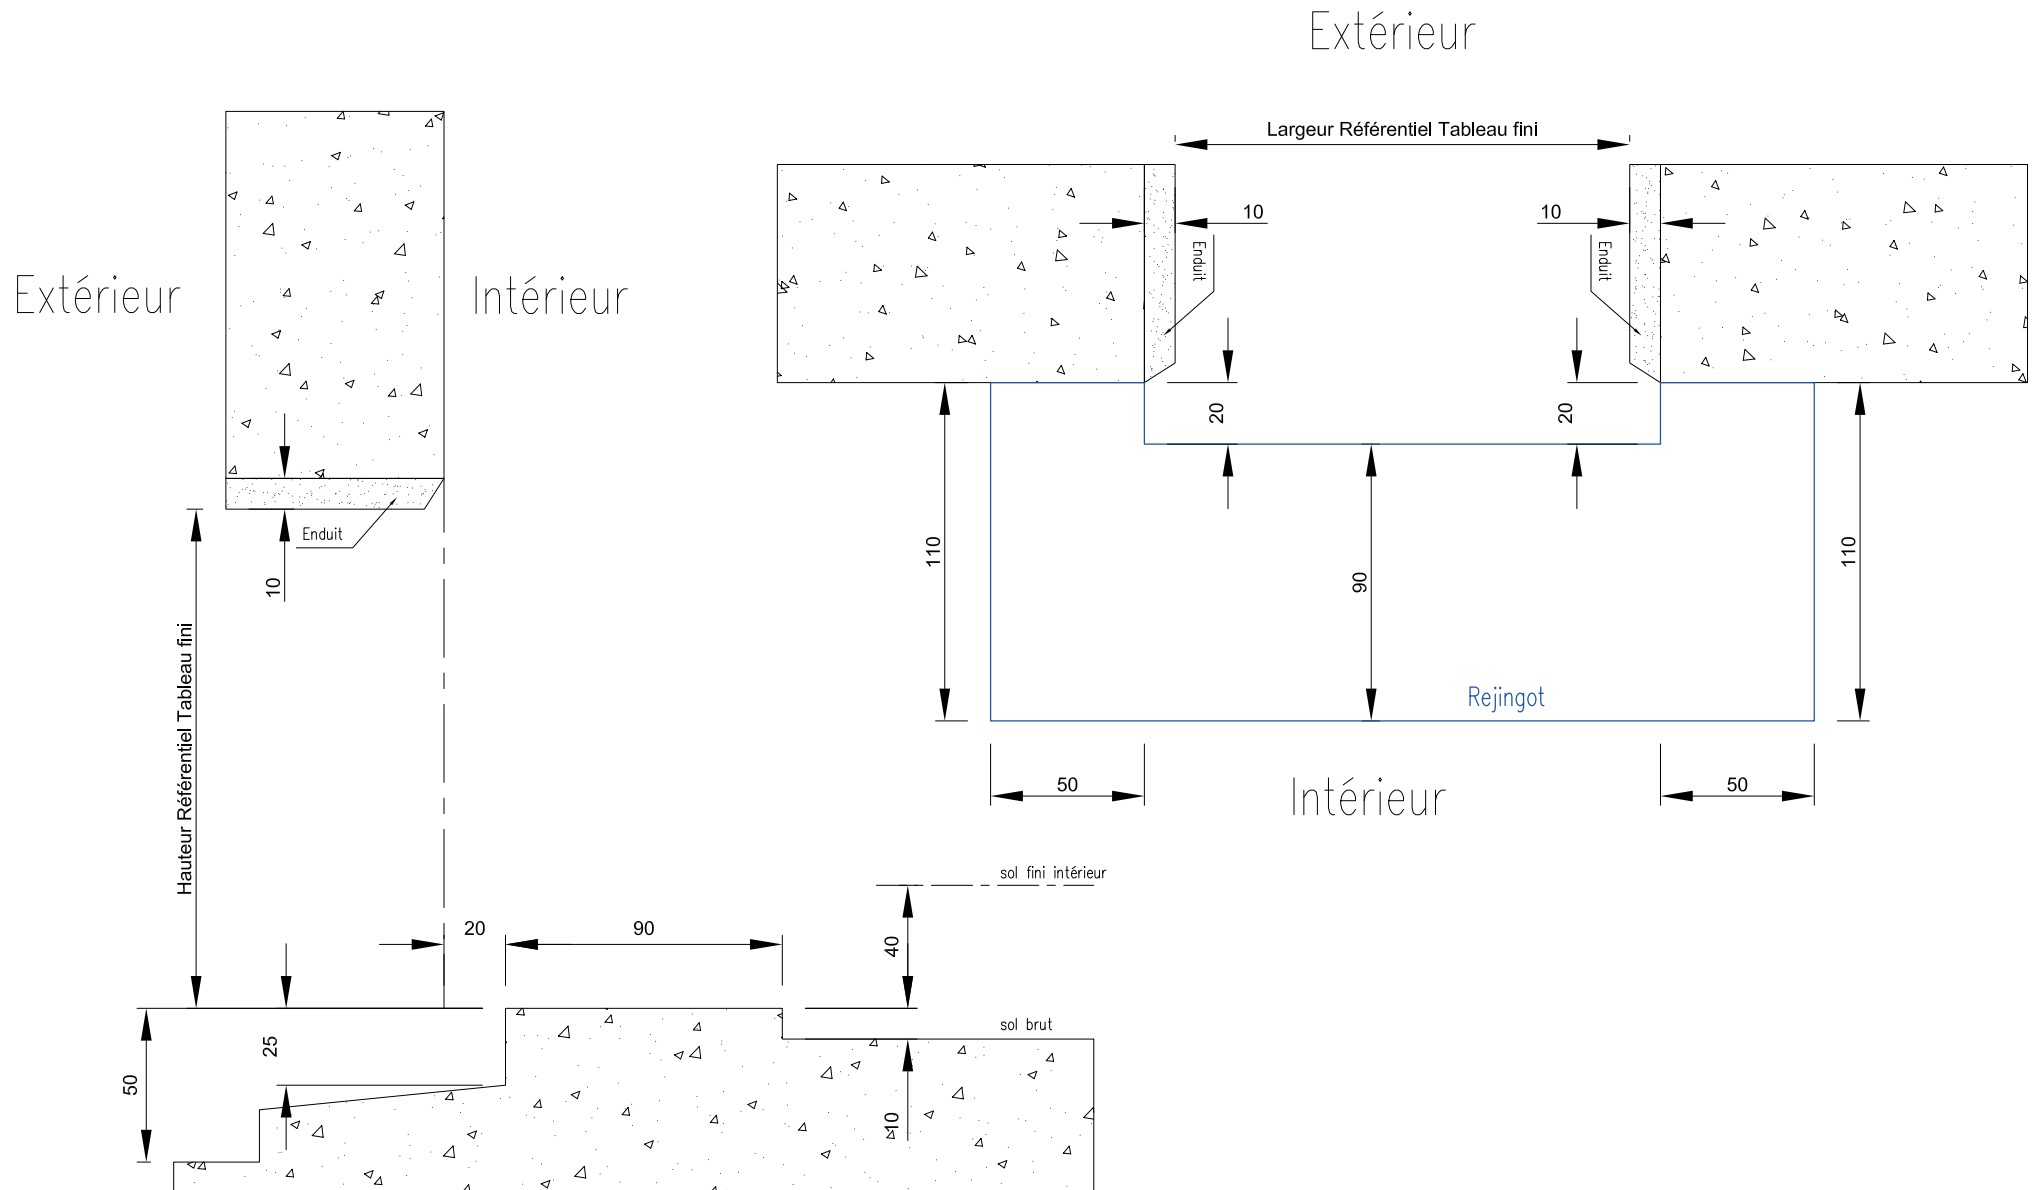 Extérieur
Largeur Référentiel Tableau fini
10
10
Enduit
Enduit
Extérieur
Intérieur
20
20
110
90
110
Enduit
10
Hauteur Référentiel Tableau fini
Rejingot
50
50
Intérieur
sol fini intérieur
20
90
40
sol brut
25
50
10